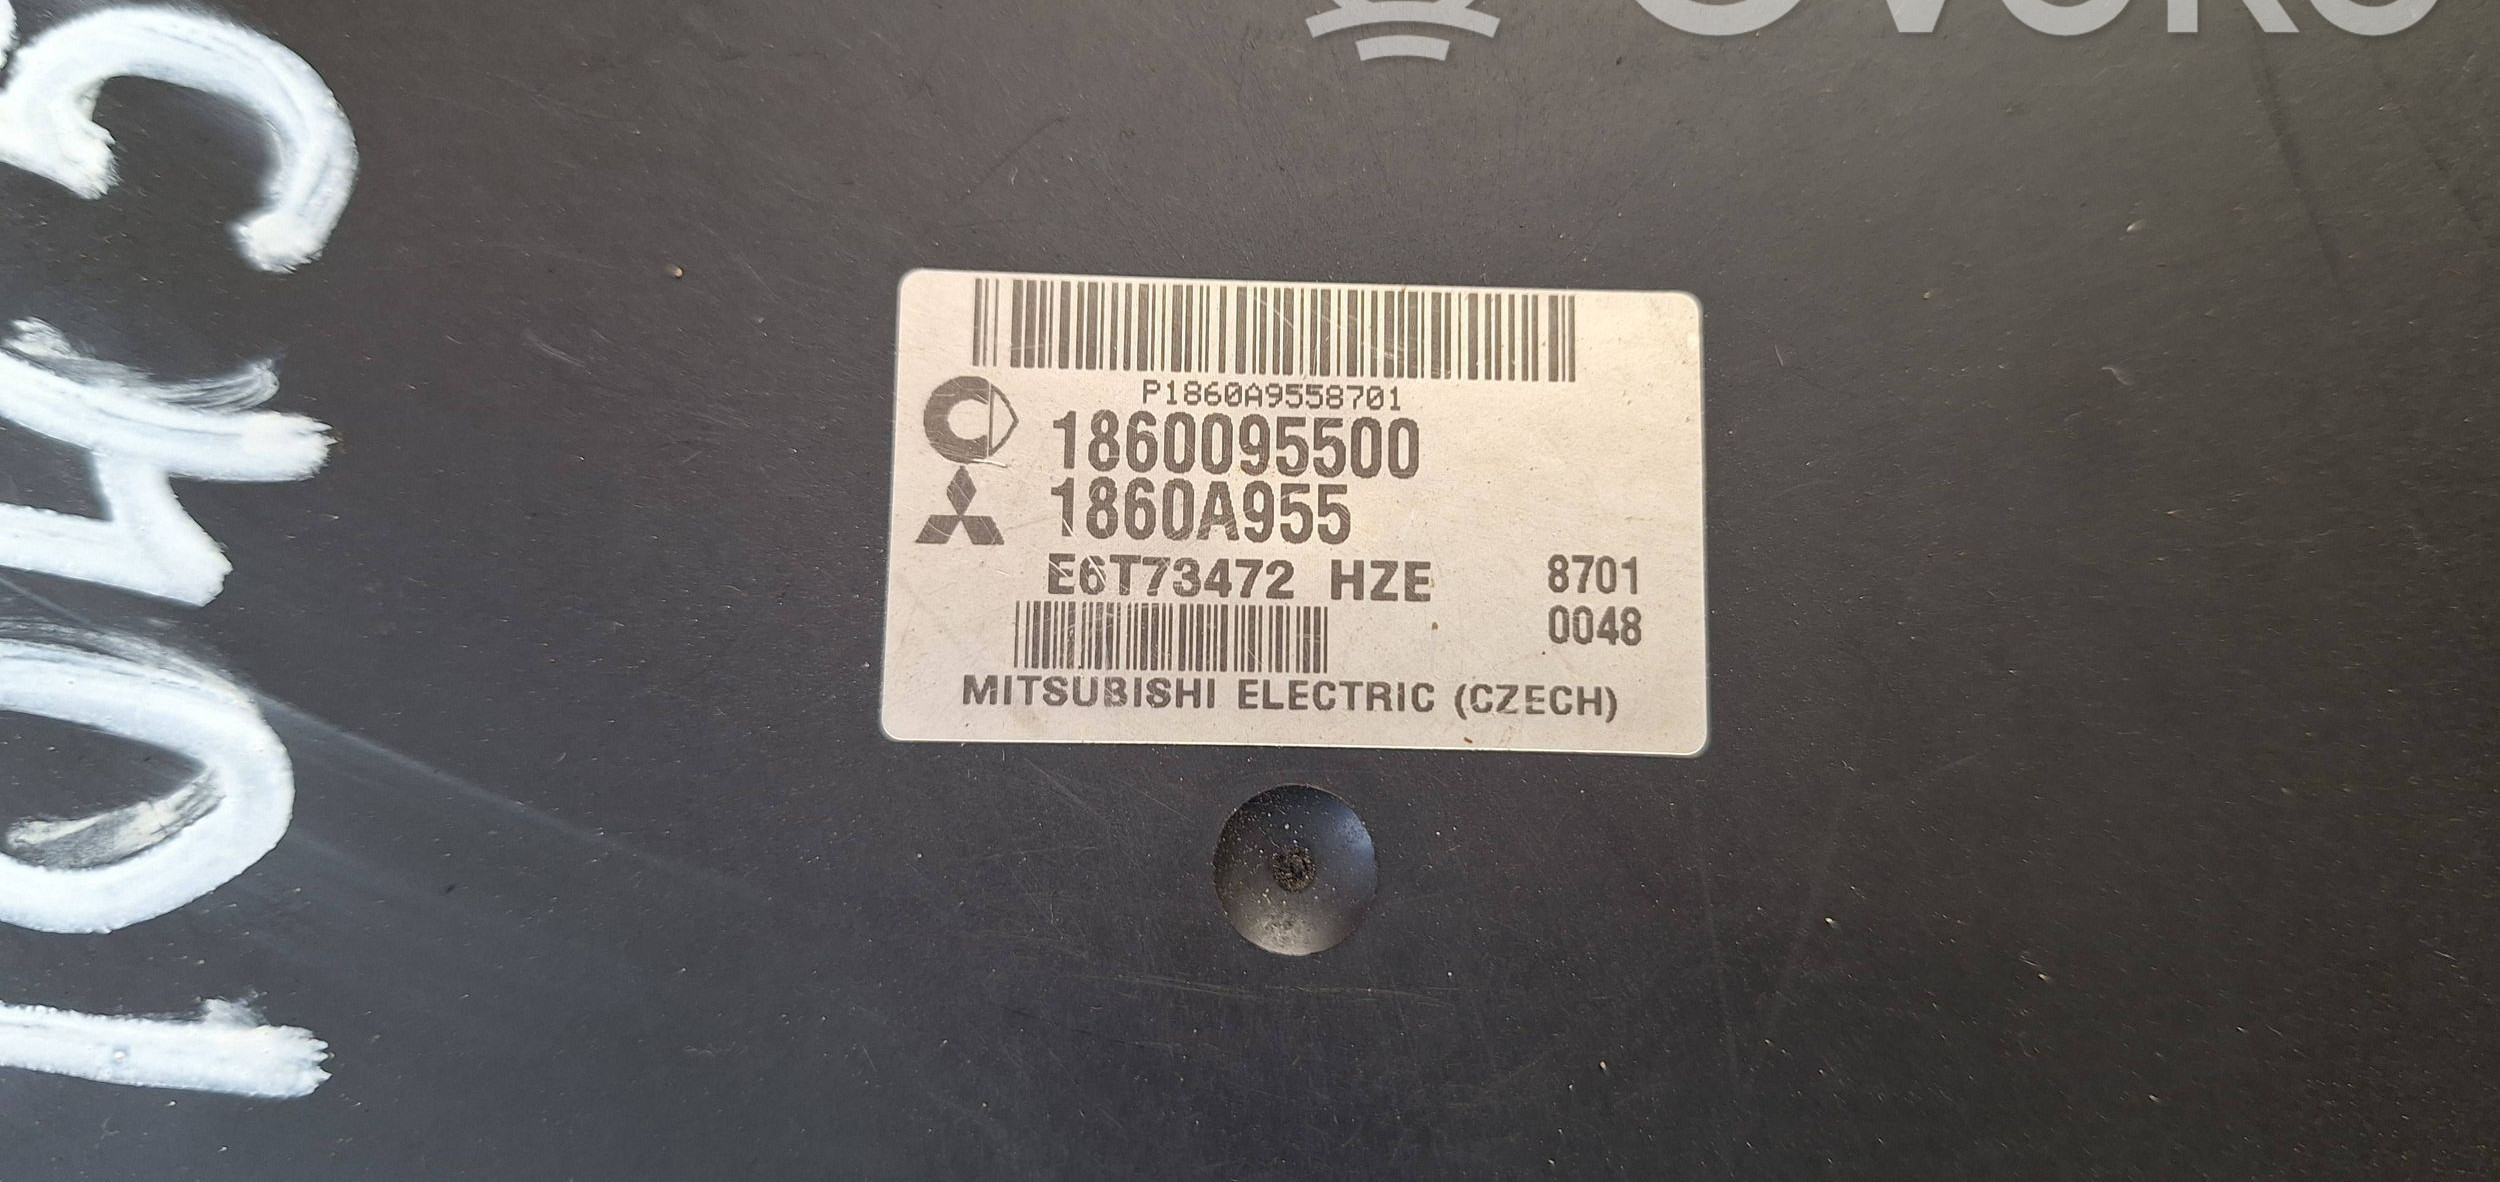 P1860A9558701
1860095500
1860A955
E6T73472 HZE 8701
0048
MITSUBISHI ELECTRIC (CZECH)